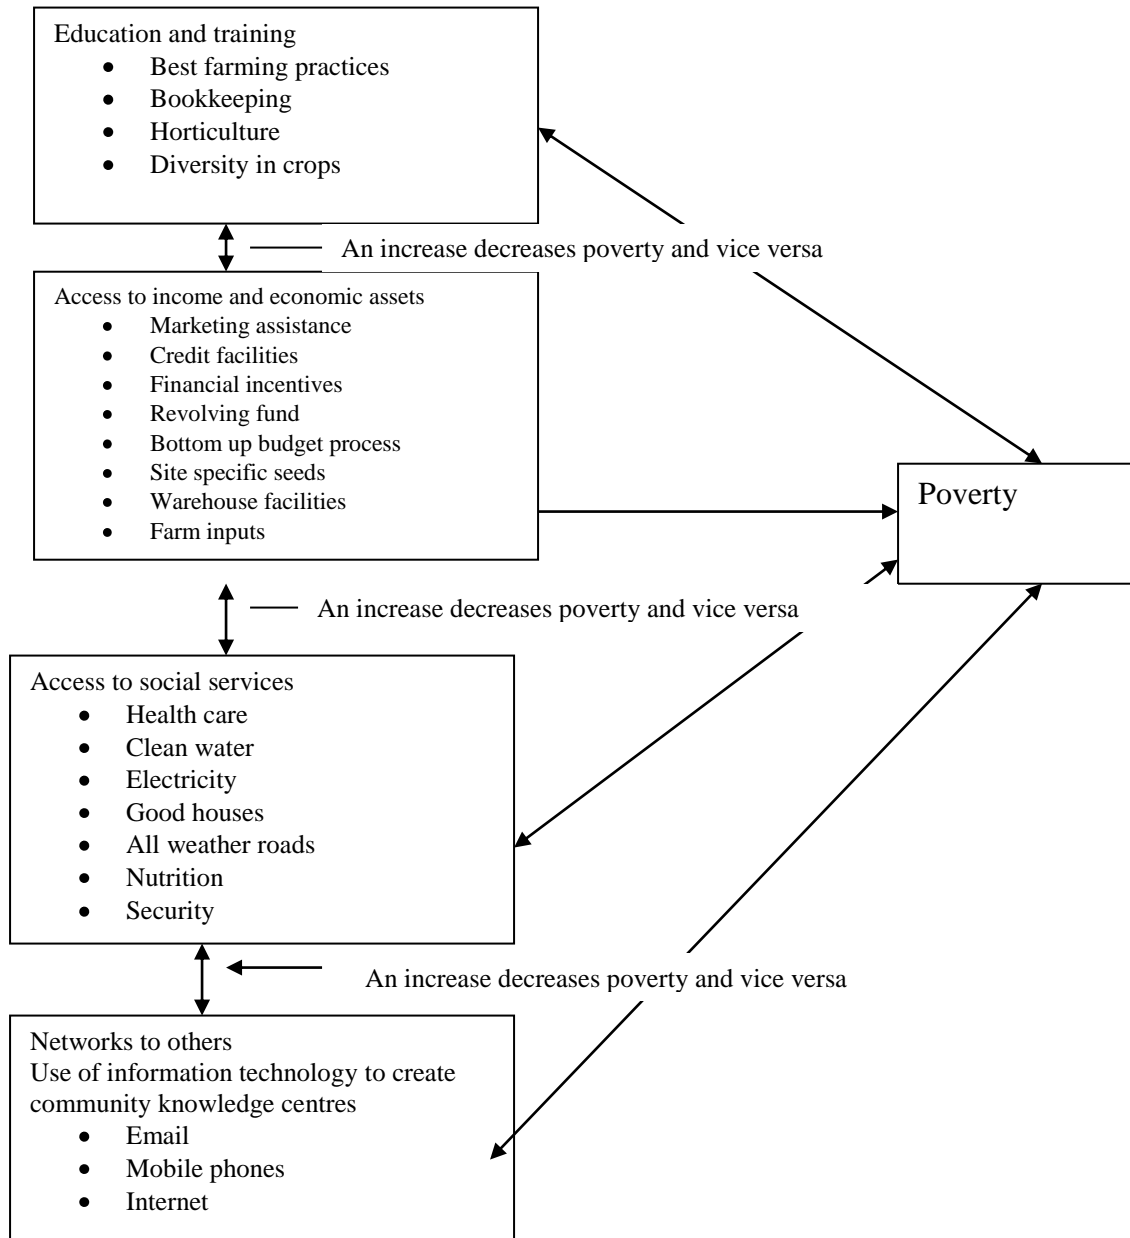 Education and training
• Best farming practices
• Bookkeeping
• Horticulture
• Diversity in crops
An increase decreases poverty and vice versa
Access to income and economic assets
• Marketing assistance
• Credit facilities
• Financial incentives
• Revolving fund
• Bottom up budget process
• Site specific seeds
• Warehouse facilities
• Farm inputs
Poverty
An increase decreases poverty and vice versa
Access to social services
• Health care
• Clean water
• Electricity
• Good houses
• All weather roads
• Nutrition
• Security
An increase decreases poverty and vice versa
Networks to others
Use of information technology to create
community knowledge centres
• Email
• Mobile phones
• Internet